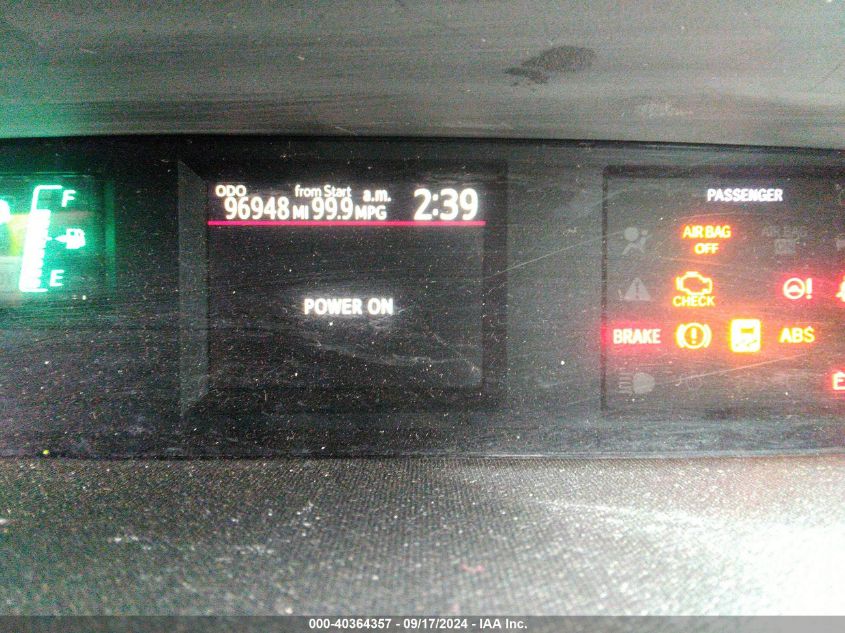 F
E
ODO from Start a.m.
96948 MI 99.9 MPG 2:39
POWER ON
PASSENGER
AIR BAG
OFF
CHECK
BRAKE ABS
000-40364357 - 09/17/2024 - IAA Inc.